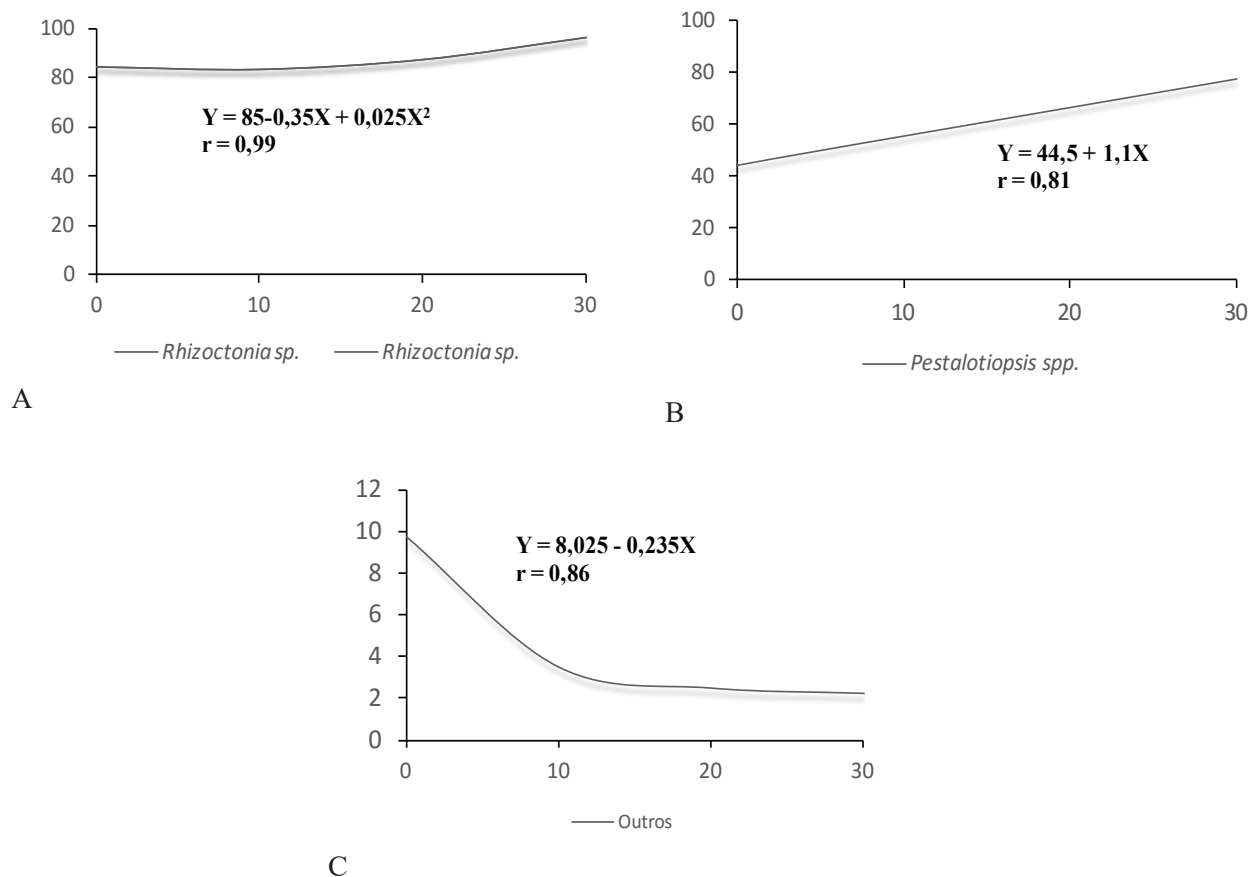 100
80
60
40
20
0
0 10 20 30
Y = 85-0,35X + 0,025X²
r = 0,99
Rhizoctonia sp. Rhizoctonia sp.
A
100
80
60
40
20
0
0 10 20 30
Y = 44,5 + 1,1X
r = 0,81
Pestalotiopsis spp.
B
12
10
8
6
4
2
0
0 10 20 30
Y = 8,025 - 0,235X
r = 0,86
Outros
C